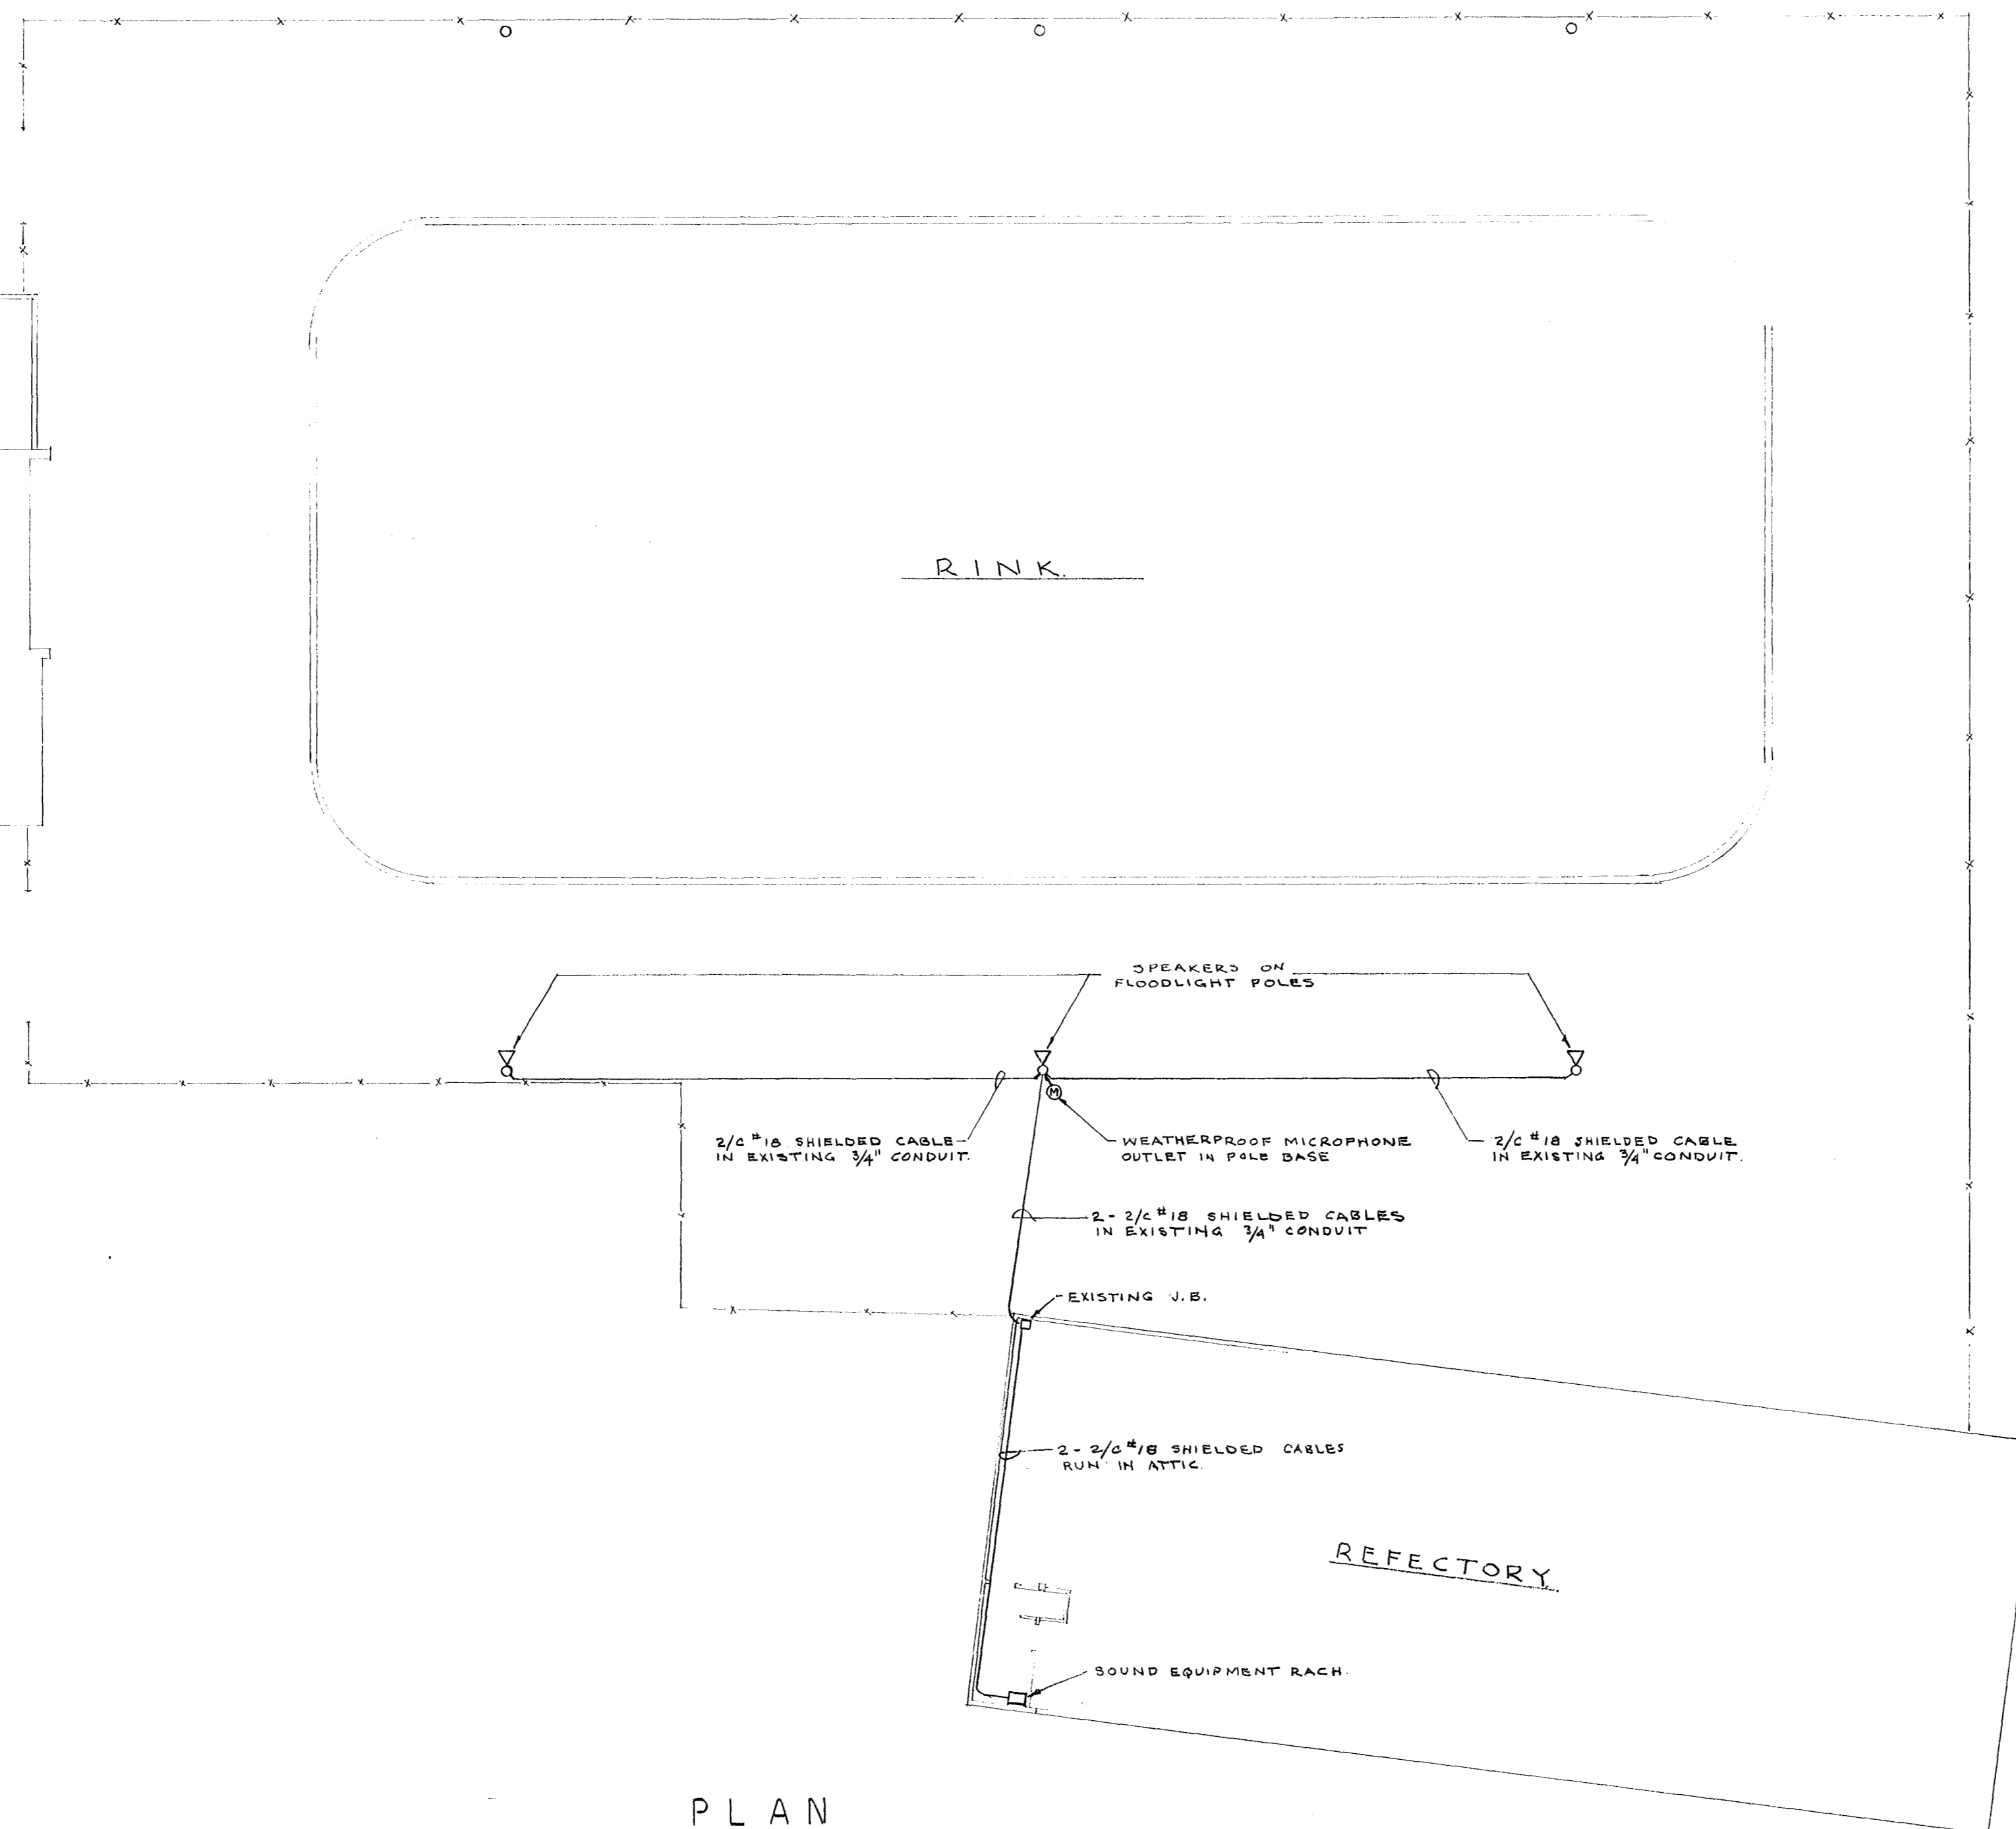 RINK.
SPEAKERS ON
FLOODLIGHT POLES
M
2/C #18 SHIELDED CABLE
IN EXISTING 3/4" CONDUIT.
WEATHERPROOF MICROPHONE
OUTLET IN POLE BASE
2/C #18 SHIELDED CABLE
IN EXISTING 3/4" CONDUIT.
2 - 2/C #18 SHIELDED CABLES
IN EXISTING 3/4" CONDUIT
EXISTING J.B.
2 - 2/C #18 SHIELDED CABLES
RUN IN ATTIC.
REFECTORY
SOUND EQUIPMENT RACH.
PLAN